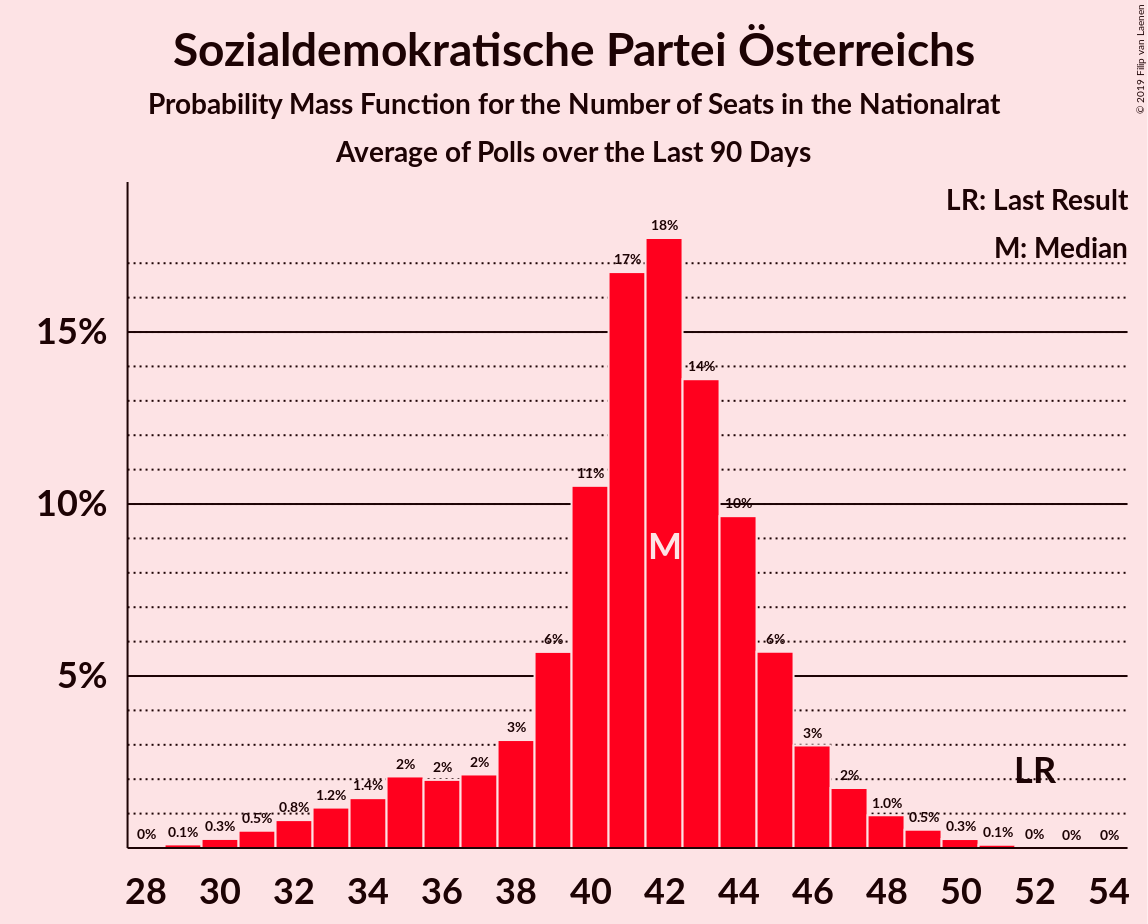 Sozialdemokratische Partei Österreichs
Probability Mass Function for the Number of Seats in the Nationalrat
Average of Polls over the Last 90 Days
© 2019 Filip van Laenen
LR: Last Result
M: Median
15%
10%
5%
0% 0.1% 0.3% 0.5% 0.8% 1.2% 1.4% 2% 2% 2% 3% 6% 11% 17% 18% 14% 10% 6% 3% 2% 1.0% 0.5% 0.3% 0.1% 0% 0% 0%
M
LR
28 30 32 34 36 38 40 42 44 46 48 50 52 54